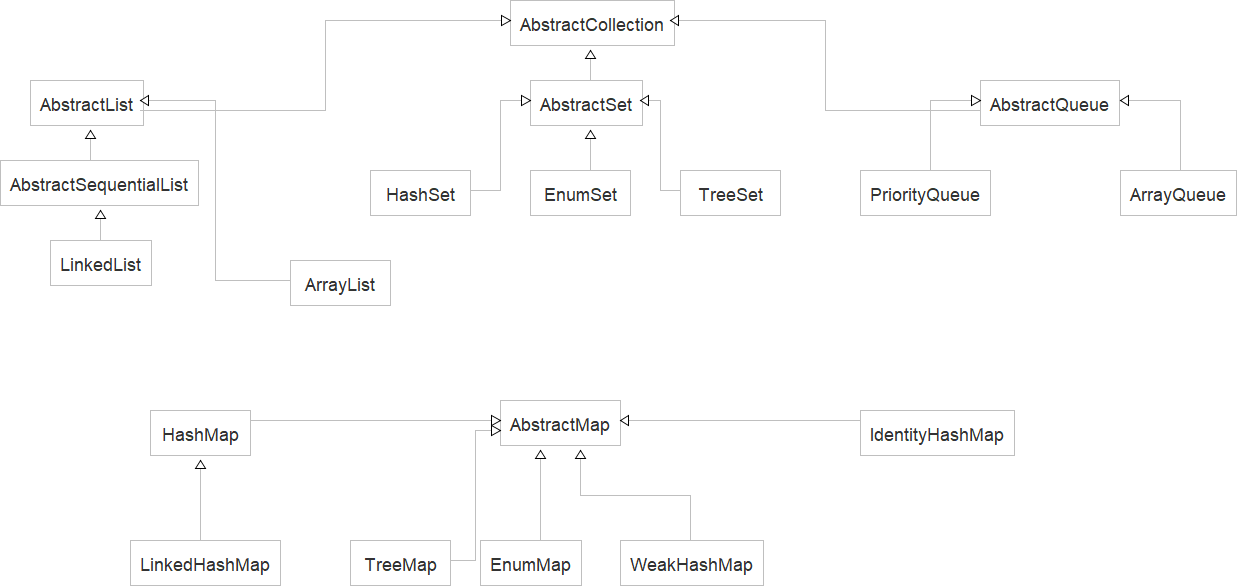 AbstractCollection
AbstractList
AbstractSet
AbstractQueue
AbstractSequentialList
HashSet
EnumSet
TreeSet
PriorityQueue
ArrayQueue
LinkedList
ArrayList
HashMap
AbstractMap
IdentityHashMap
LinkedHashMap
TreeMap
EnumMap
WeakHashMap